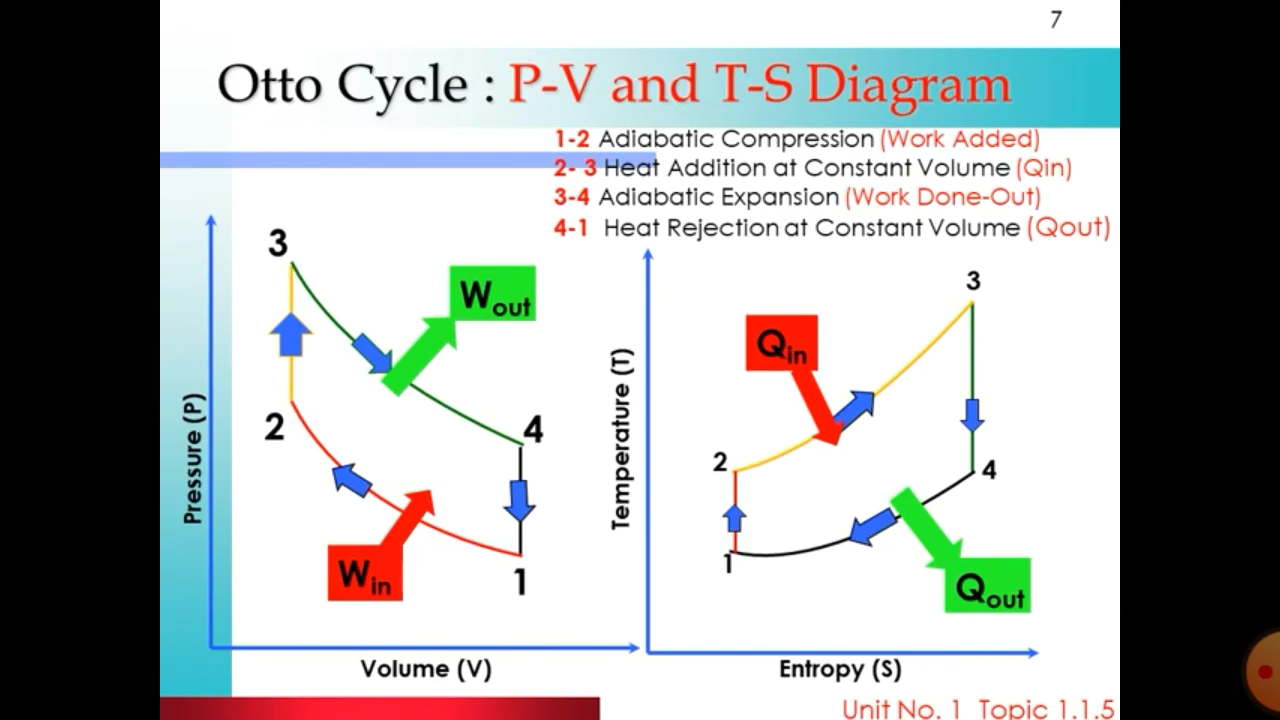 7
Otto Cycle : P-V and T-S Diagram
1-2 Adiabatic Compression (Work Added)
2- 3 Heat Addition at Constant Volume (Qin)
3-4 Adiabatic Expansion (Work Done-Out)
4-1 Heat Rejection at Constant Volume (Qout)
3
Wout
2
4
Win
1
Pressure (P)
Volume (V)
3
Qin
2
4
1
Qout
Temperature (T)
Entropy (S)
Unit No. 1 Topic 1.1.5